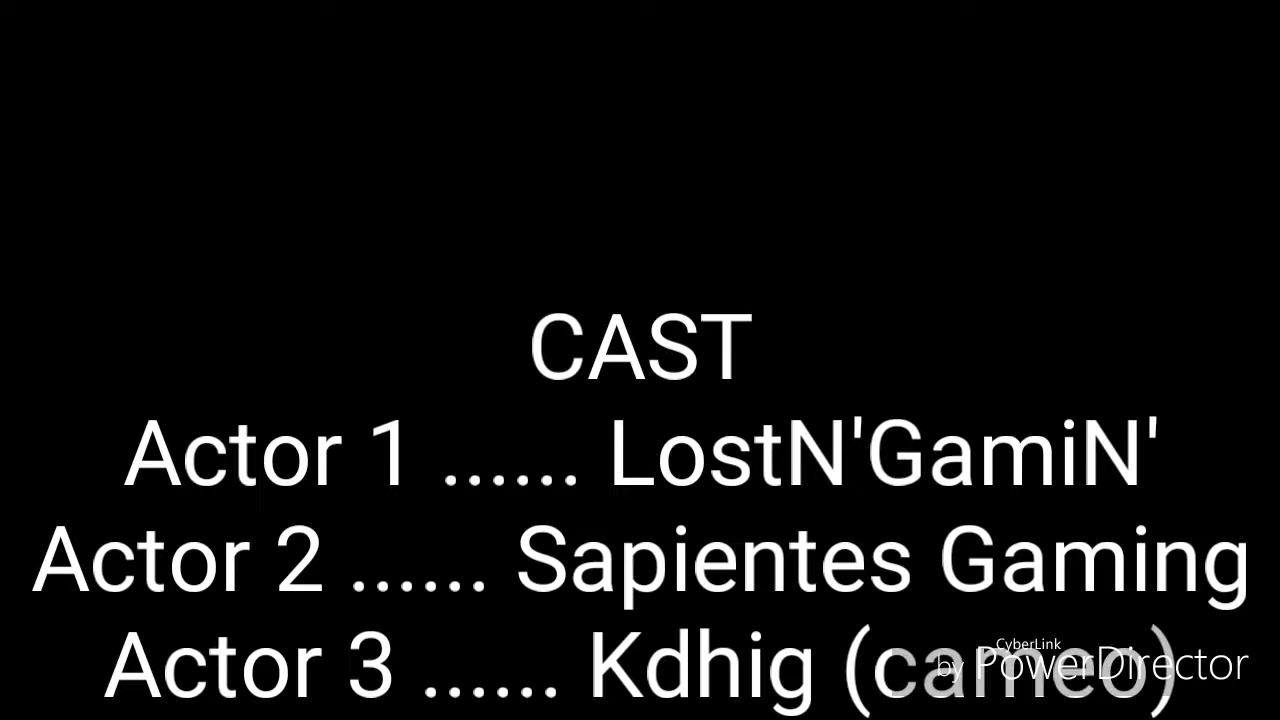 CAST
Actor 1 ...... LostN'GamiN'
Actor 2 ...... Sapientes Gaming
Actor 3 ...... Kdhig (cameo)
CyberLink
by PowerDirector